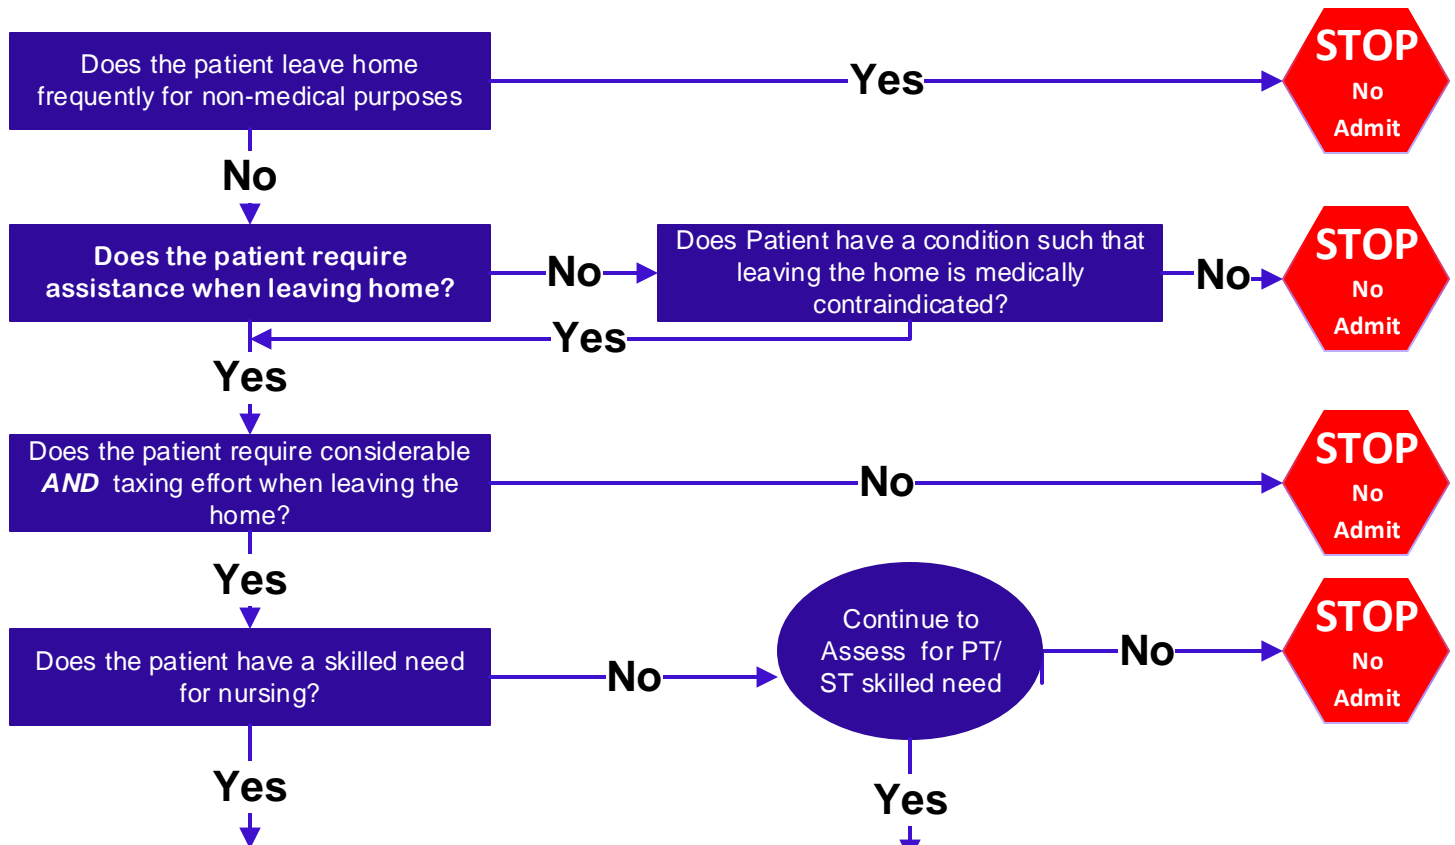 Does the patient leave home
frequently for non-medical purposes
Yes
STOP
No
Admit
No
Does the patient require
assistance when leaving home?
No
Does Patient have a condition such that
leaving the home is medically
contraindicated?
No
STOP
No
Admit
Yes
Yes
Does the patient require considerable
AND taxing effort when leaving the
home?
No
STOP
No
Admit
Yes
Does the patient have a skilled need
for nursing?
No
Continue to
Assess for PT/
ST skilled need
No
STOP
No
Admit
Yes
Yes